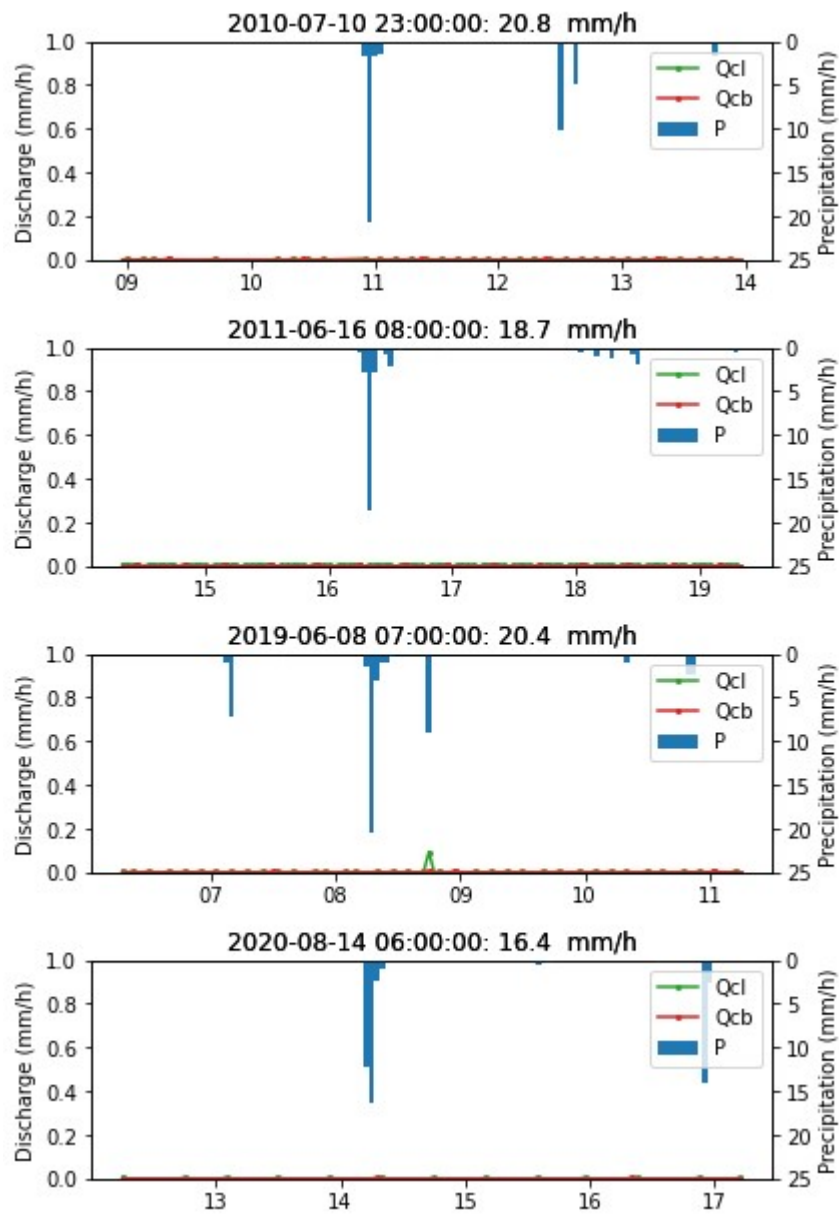 2010-07-10 23:00:00: 20.8 mm/h
1.0 0
0.8 5
0.6 10
0.4 15
0.2 20
0.0 25
Discharge (mm/h)
Precipitation (mm/h)
Qcl
Qcb
P
09 10 11 12 13 14
2011-06-16 08:00:00: 18.7 mm/h
1.0 0
0.8 5
0.6 10
0.4 15
0.2 20
0.0 25
Discharge (mm/h)
Precipitation (mm/h)
Qcl
Qcb
P
15 16 17 18 19
2019-06-08 07:00:00: 20.4 mm/h
1.0 0
0.8 5
0.6 10
0.4 15
0.2 20
0.0 25
Discharge (mm/h)
Precipitation (mm/h)
Qcl
Qcb
P
07 08 09 10 11
2020-08-14 06:00:00: 16.4 mm/h
1.0 0
0.8 5
0.6 10
0.4 15
0.2 20
0.0 25
Discharge (mm/h)
Precipitation (mm/h)
Qcl
Qcb
P
13 14 15 16 17